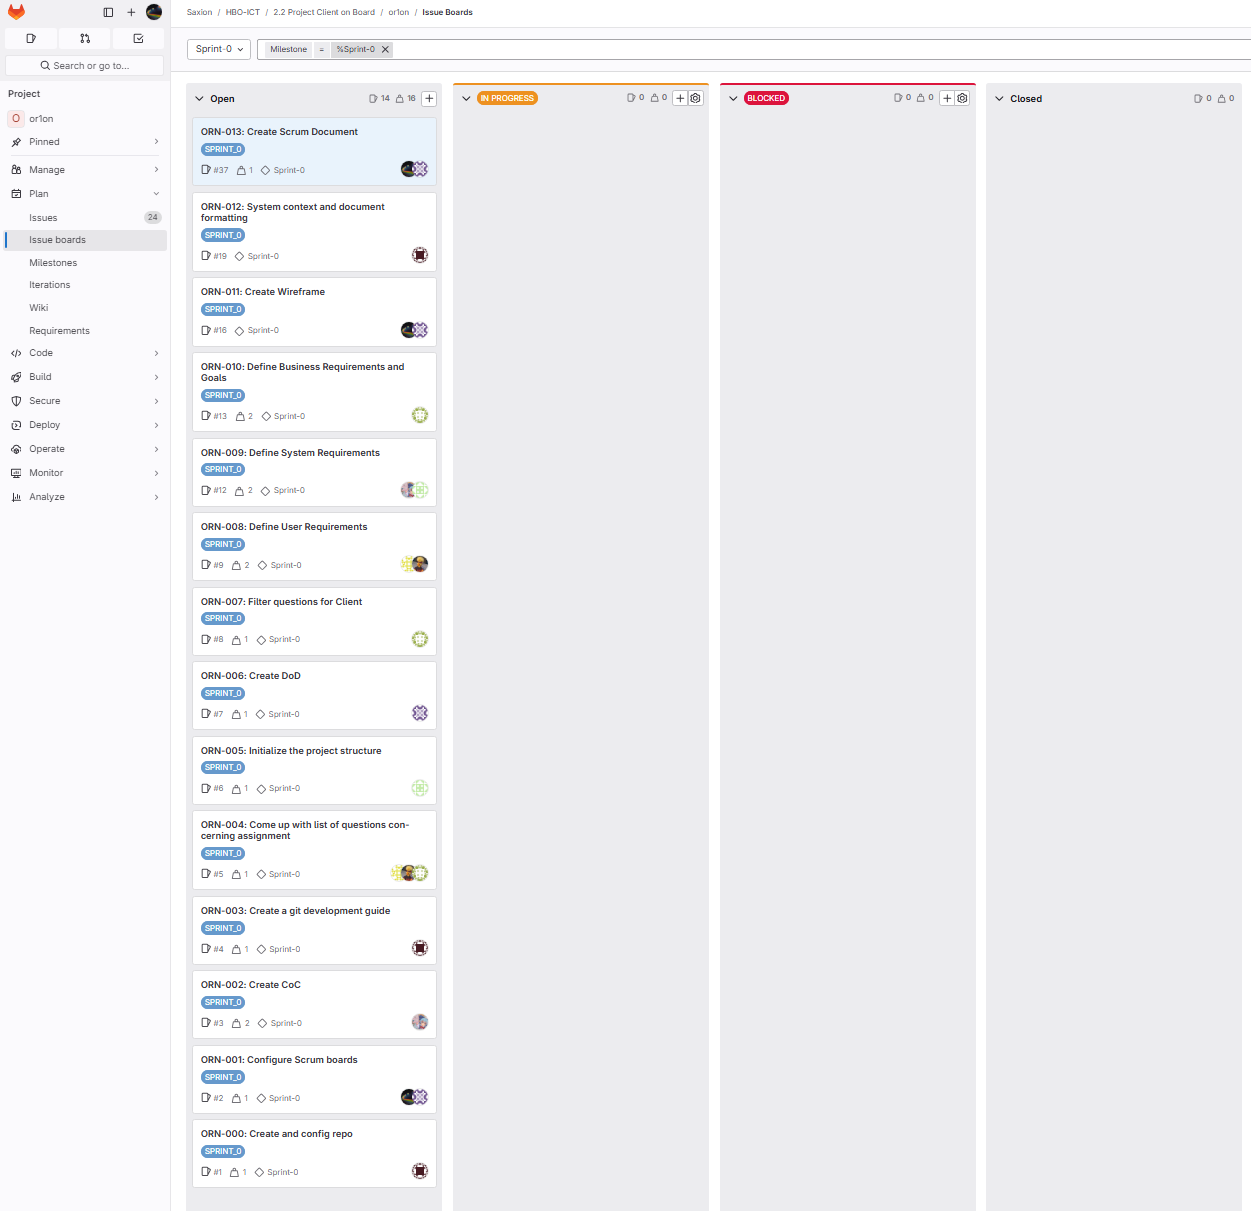 Saxion / HBO-ICT / 2.2 Project Client on Board / or1on / Issue Boards
Search or go to...
Project
O or1on
Pinned
Manage
Plan
Issues 24
Issue boards
Milestones
Iterations
Wiki
Requirements
Code
Build
Secure
Deploy
Operate
Monitor
Analyze
Sprint-0 Milestone = %Sprint-0
Open 14 16
ORN-013: Create Scrum Document
SPRINT_0
#37 1 Sprint-0
ORN-012: System context and document
formatting
SPRINT_0
#19 Sprint-0
ORN-011: Create Wireframe
SPRINT_0
#16 Sprint-0
ORN-010: Define Business Requirements and
Goals
SPRINT_0
#13 2 Sprint-0
ORN-009: Define System Requirements
SPRINT_0
#12 2 Sprint-0
ORN-008: Define User Requirements
SPRINT_0
#9 2 Sprint-0
ORN-007: Filter questions for Client
SPRINT_0
#8 1 Sprint-0
ORN-006: Create DoD
SPRINT_0
#7 1 Sprint-0
ORN-005: Initialize the project structure
SPRINT_0
#6 1 Sprint-0
ORN-004: Come up with list of questions con-
cerning assignment
SPRINT_0
#5 1 Sprint-0
ORN-003: Create a git development guide
SPRINT_0
#4 1 Sprint-0
ORN-002: Create CoC
SPRINT_0
#3 2 Sprint-0
ORN-001: Configure Scrum boards
SPRINT_0
#2 1 Sprint-0
ORN-000: Create and config repo
SPRINT_0
#1 1 Sprint-0
IN PROGRESS 0 0
BLOCKED 0 0
Closed 0 0